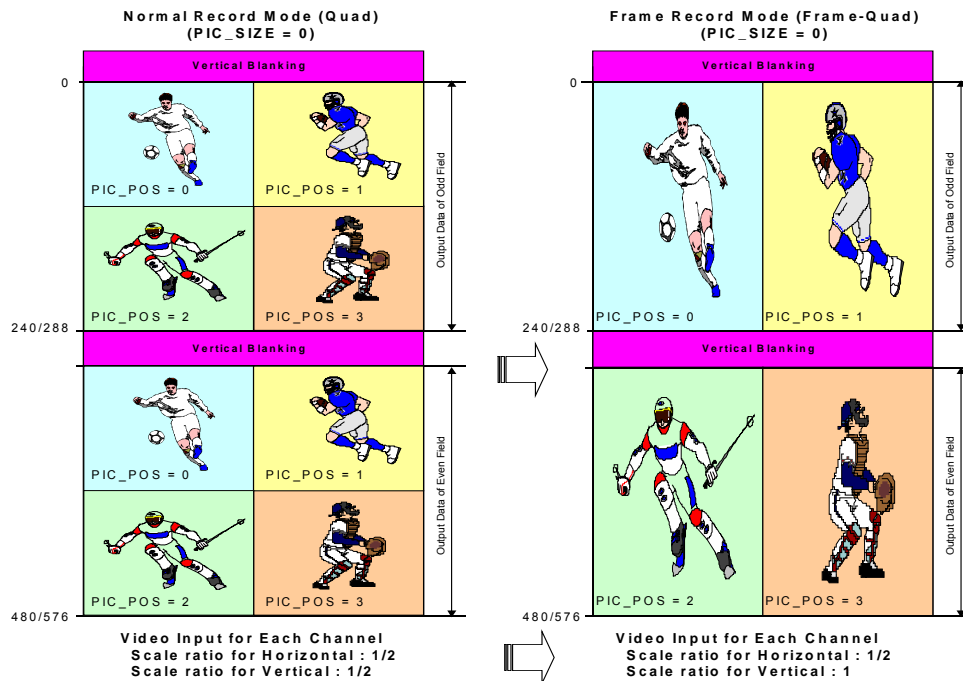 Normal Record Mode (Quad)
(PIC_SIZE = 0)
Vertical Blanking
0
PIC_POS = 0
PIC_POS = 1
PIC_POS = 2
PIC_POS = 3
Output Data of Odd Field
240/288
Vertical Blanking
PIC_POS = 0
PIC_POS = 1
PIC_POS = 2
PIC_POS = 3
Output Data of Even Field
480/576
Video Input for Each Channel
Scale ratio for Horizontal : 1/2
Scale ratio for Vertical : 1/2
Frame Record Mode (Frame-Quad)
(PIC_SIZE = 0)
Vertical Blanking
0
PIC_POS = 0
PIC_POS = 1
Output Data of Odd Field
240/288
Vertical Blanking
PIC_POS = 2
PIC_POS = 3
Output Data of Even Field
480/576
Video Input for Each Channel
Scale ratio for Horizontal : 1/2
Scale ratio for Vertical : 1